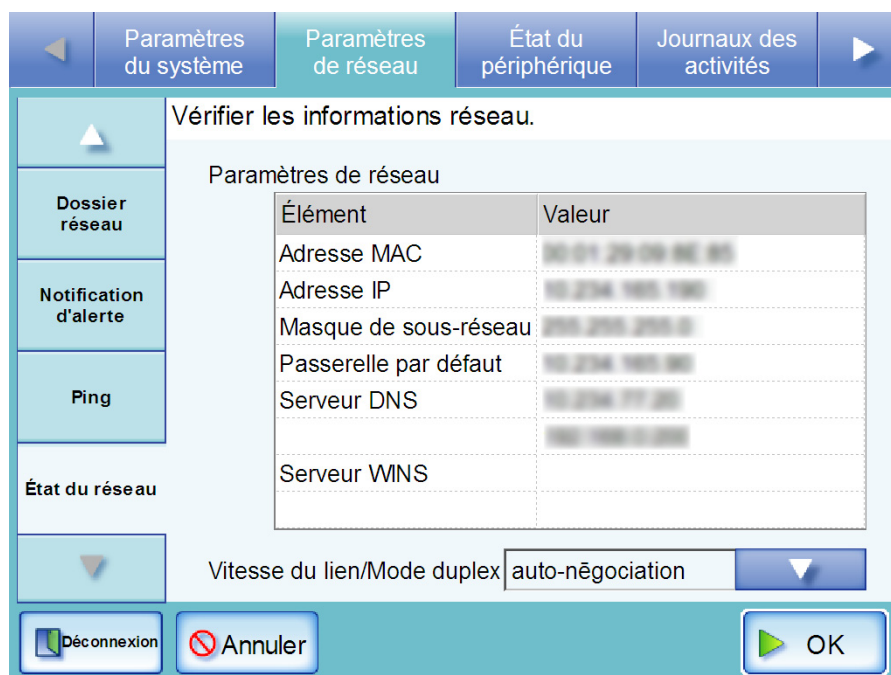 Paramètres
du système
Paramètres
de réseau
État du
périphérique
Journaux des
activités
Vérifier les informations réseau.
Dossier
réseau
Notification
d'alerte
Ping
État du réseau
Paramètres de réseau
Élément Valeur
Adresse MAC
Adresse IP
Masque de sous-réseau
Passerelle par défaut
Serveur DNS
Serveur WINS
Vitesse du lien/Mode duplex auto-nēgociation
Déconnexion
Annuler
OK